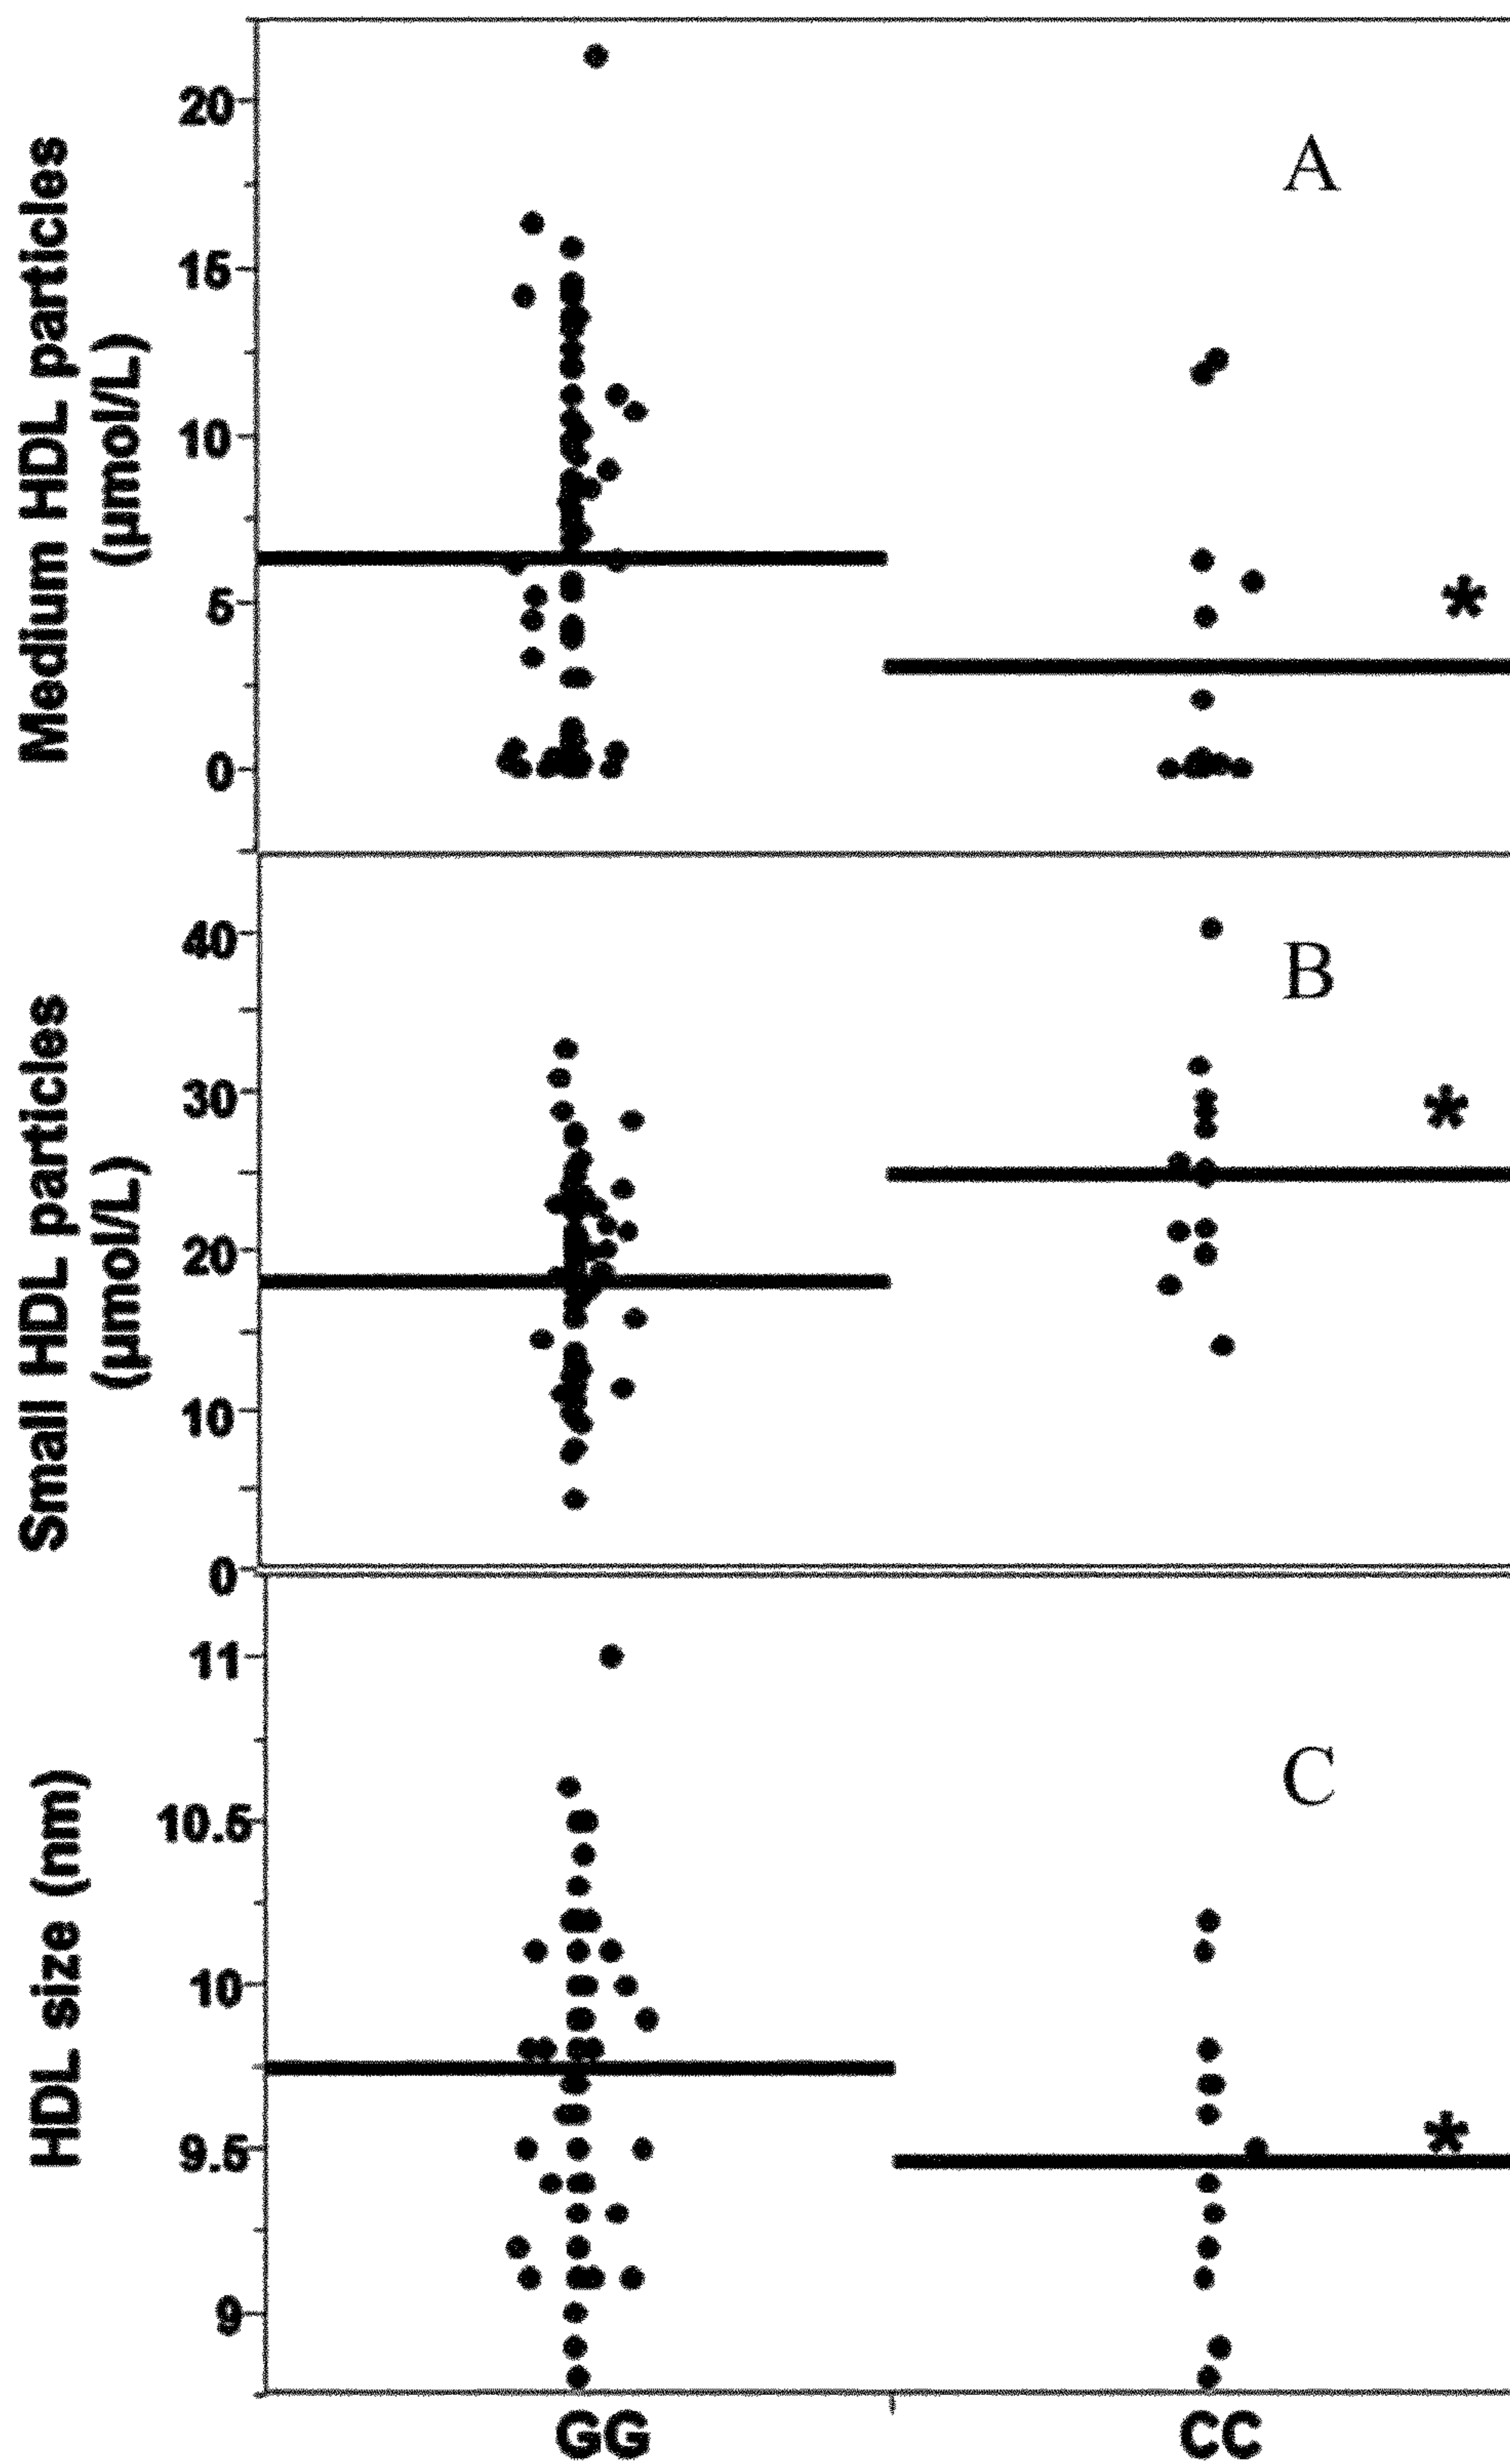 Medium HDL particles
(µmol/L)
20
15
10
5
0
A
*
Small HDL particles
(µmol/L)
40
30
20
10
0
B
*
HDL size (nm)
11
10.5
10
9.5
9
C
*
GG
CC